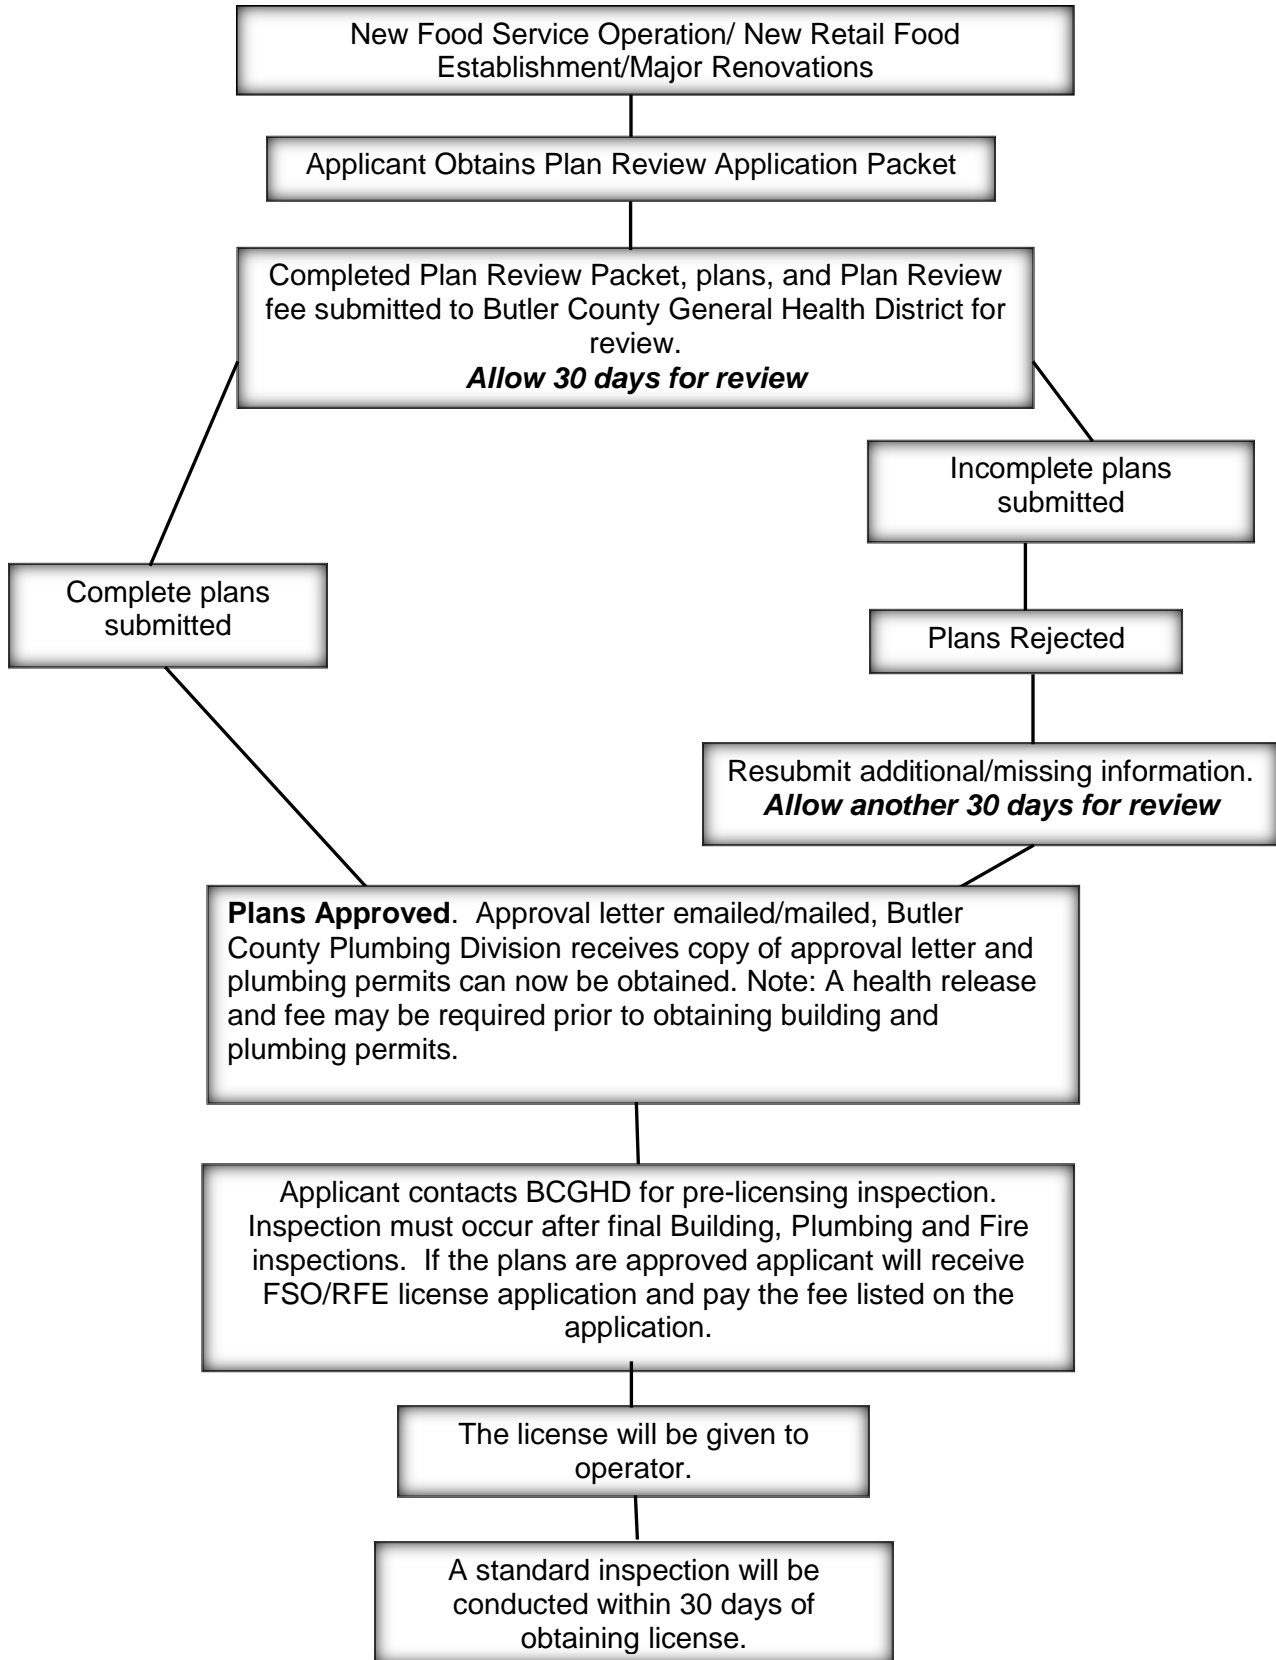 New Food Service Operation/ New Retail Food
Establishment/Major Renovations
Applicant Obtains Plan Review Application Packet
Completed Plan Review Packet, plans, and Plan Review
fee submitted to Butler County General Health District for
review.
Allow 30 days for review
Incomplete plans
submitted
Complete plans
submitted
Plans Rejected
Resubmit additional/missing information.
Allow another 30 days for review
Plans Approved. Approval letter emailed/mailed, Butler
County Plumbing Division receives copy of approval letter and
plumbing permits can now be obtained. Note: A health release
and fee may be required prior to obtaining building and
plumbing permits.
Applicant contacts BCGHD for pre-licensing inspection.
Inspection must occur after final Building, Plumbing and Fire
inspections. If the plans are approved applicant will receive
FSO/RFE license application and pay the fee listed on the
application.
The license will be given to
operator.
A standard inspection will be
conducted within 30 days of
obtaining license.